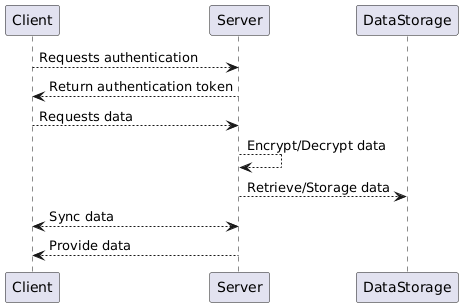 Client Server DataStorage
Requests authentication
Return authentication token
Requests data
Encrypt/Decrypt data
Retrieve/Storage data
Sync data
Provide data
Client Server DataStorage